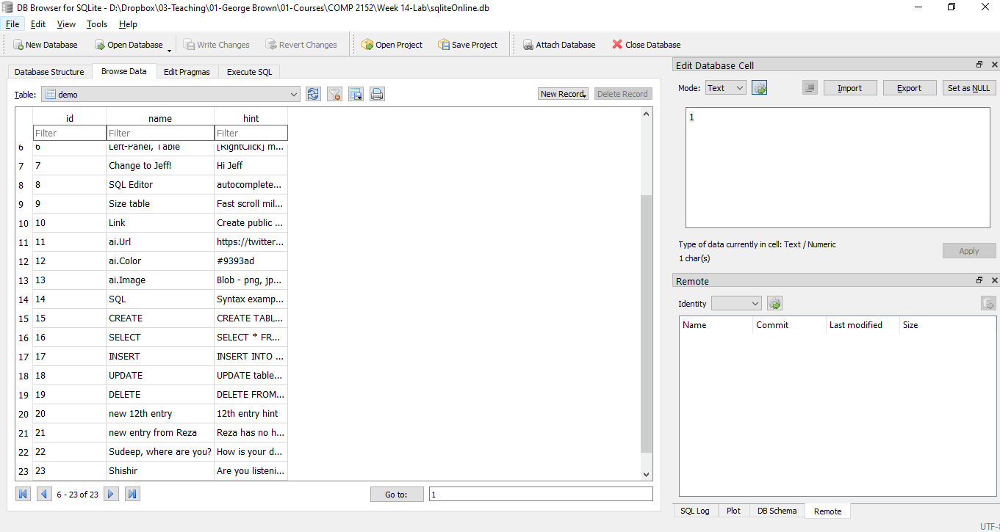 DB Browser for SQLite - D:\Dropbox\03-Teaching\01-George Brown\01-Courses\COMP 2152\Week 14-Lab\sqliteOnline.db
File Edit View Tools Help
New Database Open Database Write Changes Revert Changes Open Project Save Project Attach Database Close Database
Database Structure Browse Data Edit Pragmas Execute SQL
Table: demo New Record Delete Record
id name hint
Filter Filter Filter
6 6 Left-Panel, Table [RightClick] m...
7 7 Change to Jeff! Hi Jeff
8 8 SQL Editor autocomplete...
9 9 Size table Fast scroll mil...
10 10 Link Create public ...
11 11 ai.Url https://twitter...
12 12 ai.Color #9393ad
13 13 ai.Image Blob - png, jp...
14 14 SQL Syntax examp...
15 15 CREATE CREATE TABL...
16 16 SELECT SELECT * FR...
17 17 INSERT INSERT INTO ...
18 18 UPDATE UPDATE table...
19 19 DELETE DELETE FROM...
20 20 new 12th entry 12th entry hint
21 21 new entry from Reza Reza has no h...
22 22 Sudeep, where are you? How is your d...
23 23 Shishir Are you listeni...
6 - 23 of 23 Go to: 1
Edit Database Cell
Mode: Text Import Export Set as NULL
1
Type of data currently in cell: Text / Numeric
1 char(s)
Apply
Remote
Identity
Name Commit Last modified Size
SQL Log Plot DB Schema Remote
UTF-8